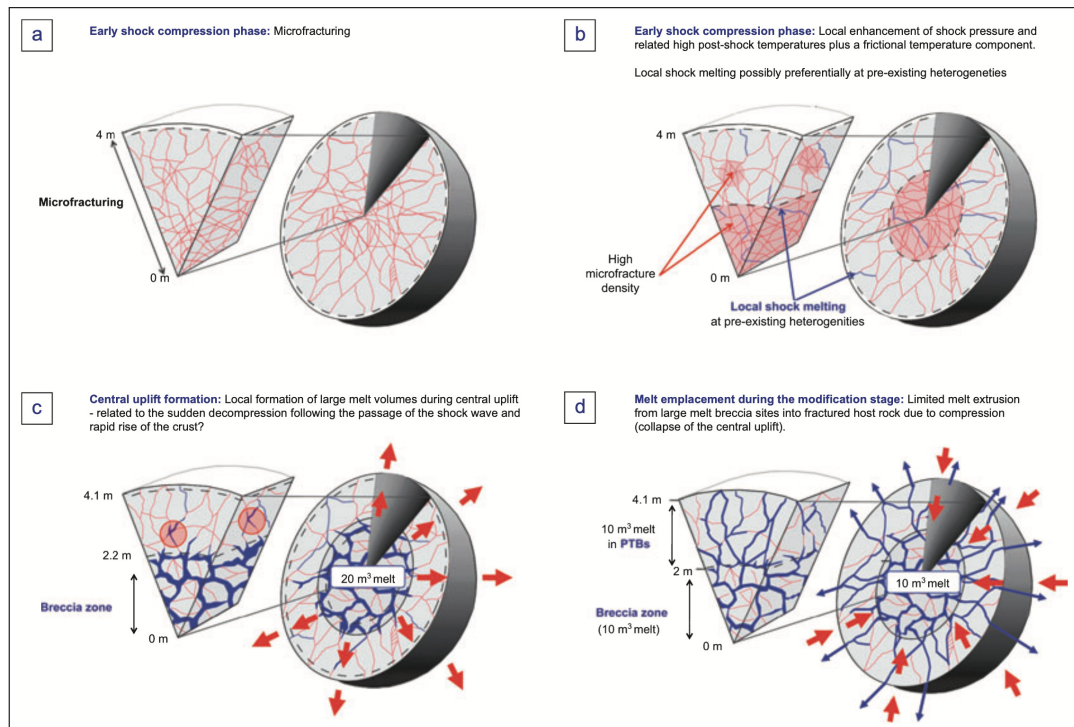 a
Early shock compression phase: Microfracturing
4 m
Microfracturing
0 m
b
Early shock compression phase: Local enhancement of shock pressure and
related high post-shock temperatures plus a frictional temperature component.
Local shock melting possibly preferentially at pre-existing heterogeneties
4 m
0 m
High
microfracture
density
Local shock melting
at pre-existing heterogenities
c
Central uplift formation: Local formation of large melt volumes during central uplift
- related to the sudden decompression following the passage of the shock wave and
rapid rise of the crust?
4.1 m
2.2 m
Breccia zone
0 m
20 m³ melt
d
Melt emplacement during the modification stage: Limited melt extrusion
from large melt breccia sites into fractured host rock due to compression
(collapse of the central uplift).
4.1 m
10 m³ melt
in PTBs
2 m
Breccia zone
(10 m³ melt)
0 m
10 m³ melt